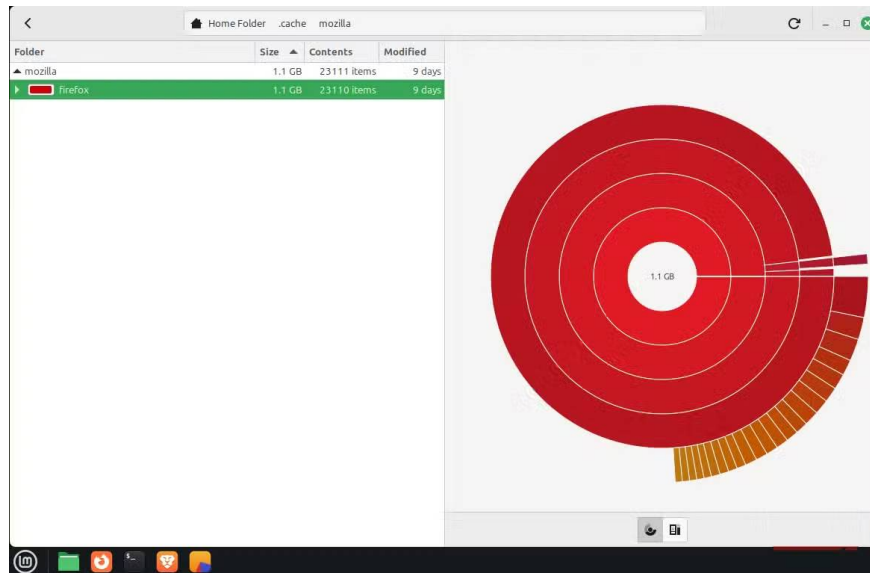 Home Folder .cache mozilla
Folder Size Contents Modified
mozilla 1.1 GB 23111 items 9 days
firefox 1.1 GB 23110 items 9 days
1.1 GB
$_